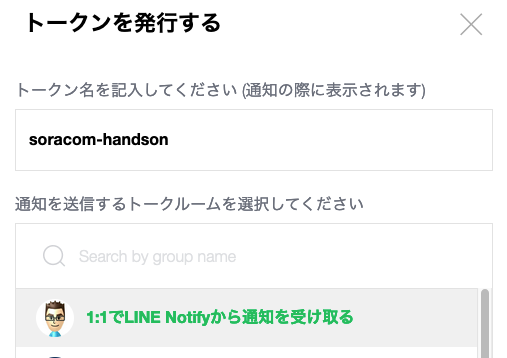 トークンを発行する
トークン名を記入してください (通知の際に表示されます)
soracom-handson
通知を送信するトークルームを選択してください
Search by group name
1:1でLINE Notifyから通知を受け取る